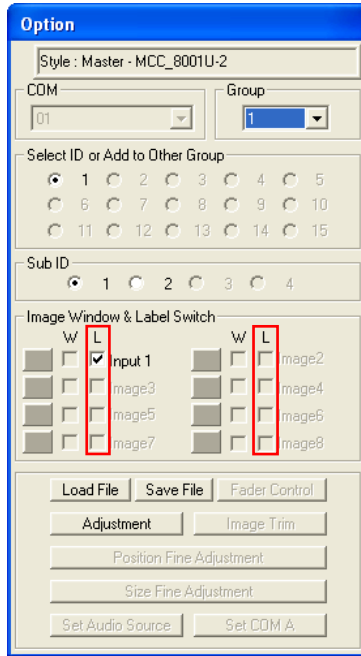 Option
Style : Master - MCC_8001U-2
COM
Group
01
1
Select ID or Add to Other Group
1 2 3 4 5
6 7 8 9 10
11 12 13 14 15
Sub ID
1 2 3 4
Image Window & Label Switch
W L W L
Input 1 mage2
mage3 mage4
mage5 mage6
mage7 mage8
Load File Save File Fader Control
Adjustment Image Trim
Position Fine Adjustment
Size Fine Adjustment
Set Audio Source Set COM A